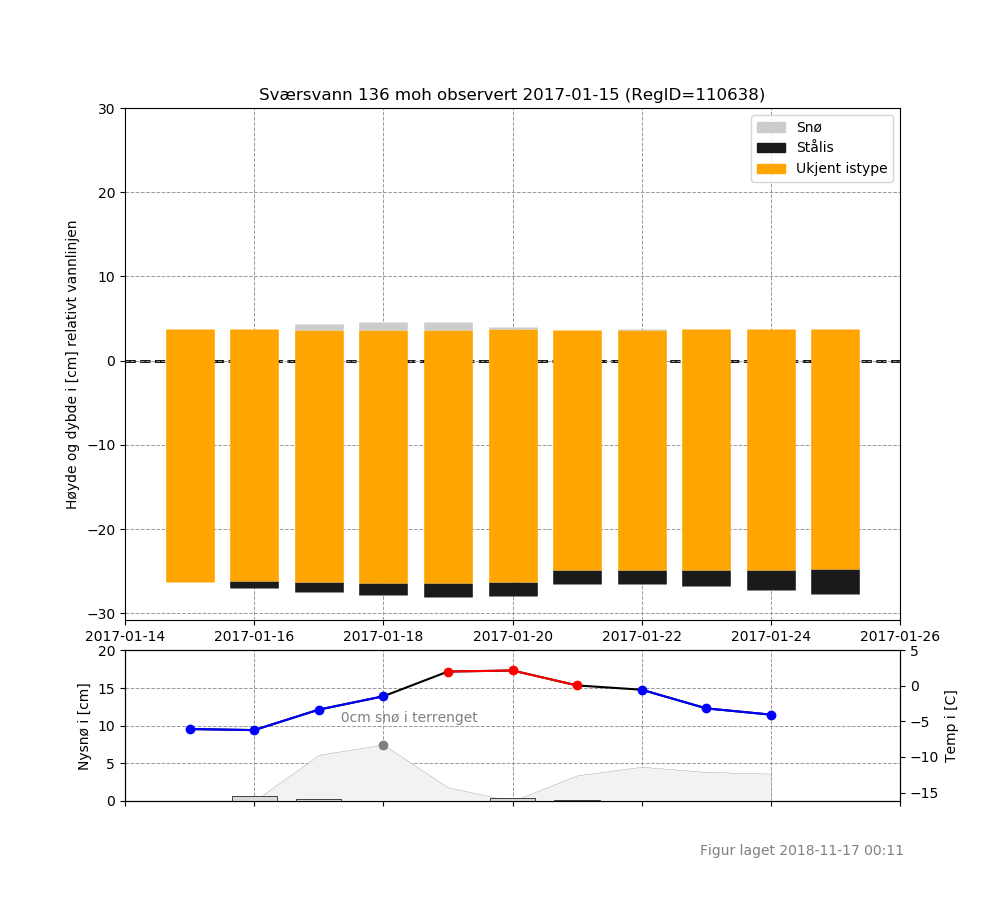 Sværsvann 136 moh observert 2017-01-15 (RegID=110638)
Snø
Stålis
Ukjent istype
Høyde og dybde i [cm] relativt vannlinjen
30
20
10
0
−10
−20
−30
2017-01-14 2017-01-16 2017-01-18 2017-01-20 2017-01-22 2017-01-24 2017-01-26
Nysnø i [cm]
20
15
10
5
0
0cm snø i terrenget
5
0
−5
−10
−15
Temp i [C]
Figur laget 2018-11-17 00:11